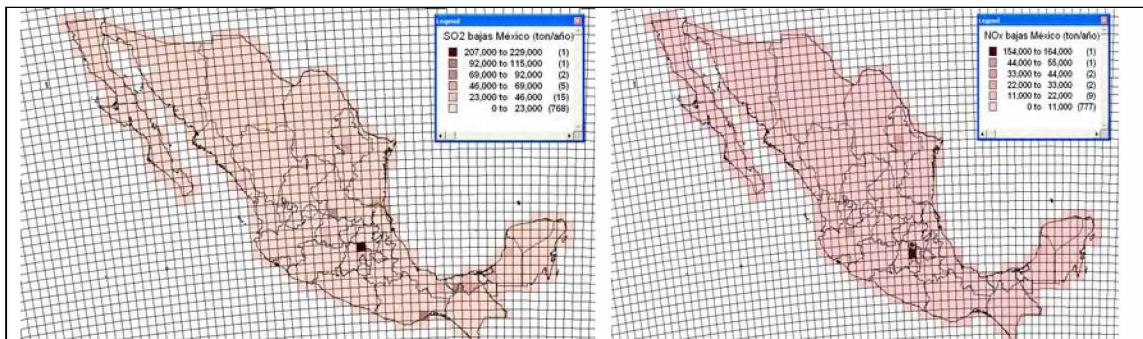 Legend
SO2 bajas México (ton/año)
207,000 to 229,000 (1)
92,000 to 115,000 (1)
69,000 to 92,000 (2)
46,000 to 69,000 (5)
23,000 to 46,000 (15)
0 to 23,000 (768)
Legend
NOx bajas México (ton/año)
154,000 to 164,000 (1)
44,000 to 55,000 (1)
33,000 to 44,000 (2)
22,000 to 33,000 (2)
11,000 to 22,000 (9)
0 to 11,000 (777)